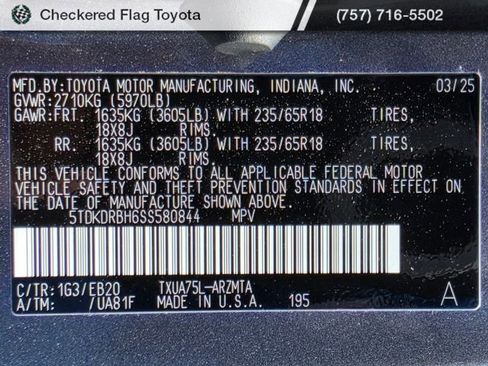 Checkered Flag Toyota (757) 716-5502
MFD.BY:TOYOTA MOTOR MANUFACTURING, INDIANA, INC. 03/25
GVWR:2710KG (5970LB)
GAWR:FRT. 1635KG (3605LB) WITH 235/65R18 TIRES,
18X8J RIMS.
RR. 1635KG (3605LB) WITH 235/65R18 TIRES,
18X8J RIMS.
THIS VEHICLE CONFORMS TO ALL APPLICABLE FEDERAL MOTOR
VEHICLE SAFETY AND THEFT PREVENTION STANDARDS IN EFFECT ON
THE DATE OF MANUFACTURE SHOWN ABOVE.
5TDKDRBH6SS580844 MPV
C/TR:1G3/EB20 TXUA75L-ARZMTA
A/TM: /UA81F MADE IN U.S.A. 195 A